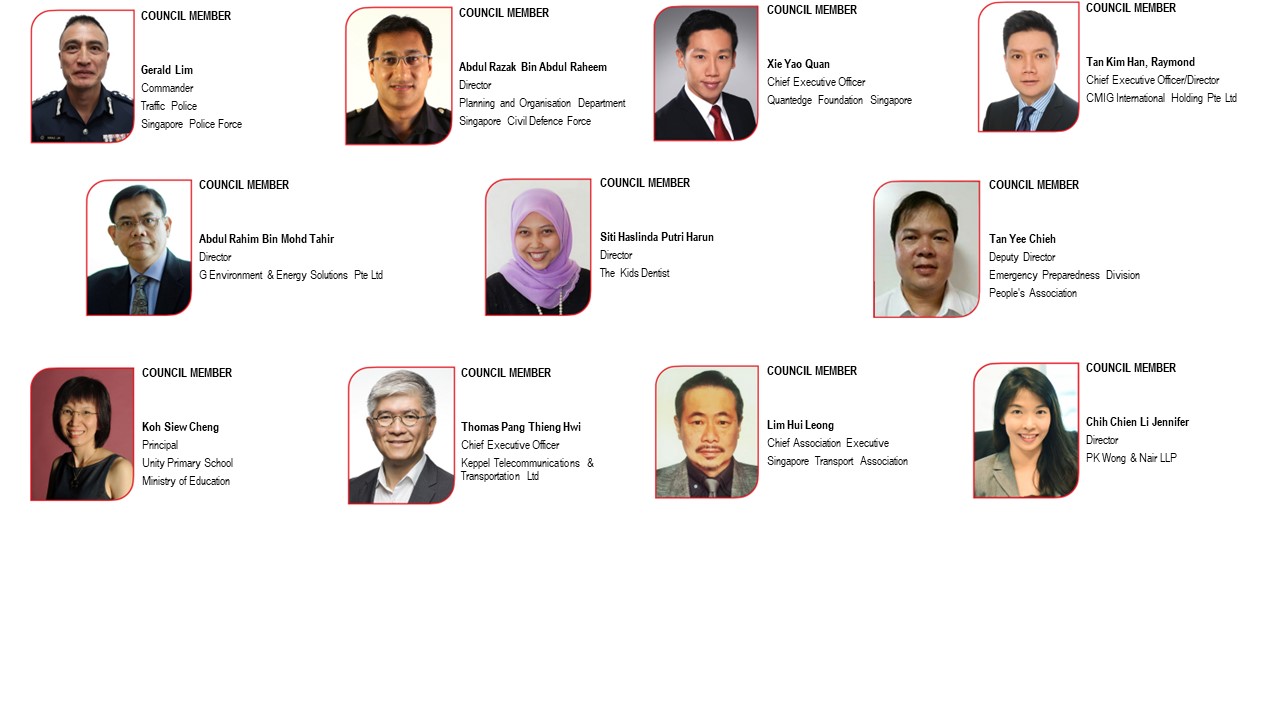 COUNCIL MEMBER
Gerald Lim
Commander
Traffic Police
Singapore Police Force
COUNCIL MEMBER
Abdul Razak Bin Abdul Raheem
Director
Planning and Organisation Department
Singapore Civil Defence Force
COUNCIL MEMBER
Xie Yao Quan
Chief Executive Officer
Quantedge Foundation Singapore
COUNCIL MEMBER
Tan Kim Han, Raymond
Chief Executive Officer/Director
CMIG International Holding Pte Ltd
COUNCIL MEMBER
Abdul Rahim Bin Mohd Tahir
Director
G Environment & Energy Solutions Pte Ltd
COUNCIL MEMBER
Siti Haslinda Putri Harun
Director
The Kids Dentist
COUNCIL MEMBER
Tan Yee Chieh
Deputy Director
Emergency Preparedness Division
People's Association
COUNCIL MEMBER
Koh Siew Cheng
Principal
Unity Primary School
Ministry of Education
COUNCIL MEMBER
Thomas Pang Thieng Hwi
Chief Executive Officer
Keppel Telecommunications &
Transportation Ltd
COUNCIL MEMBER
Lim Hui Leong
Chief Association Executive
Singapore Transport Association
COUNCIL MEMBER
Chih Chien Li Jennifer
Director
PK Wong & Nair LLP